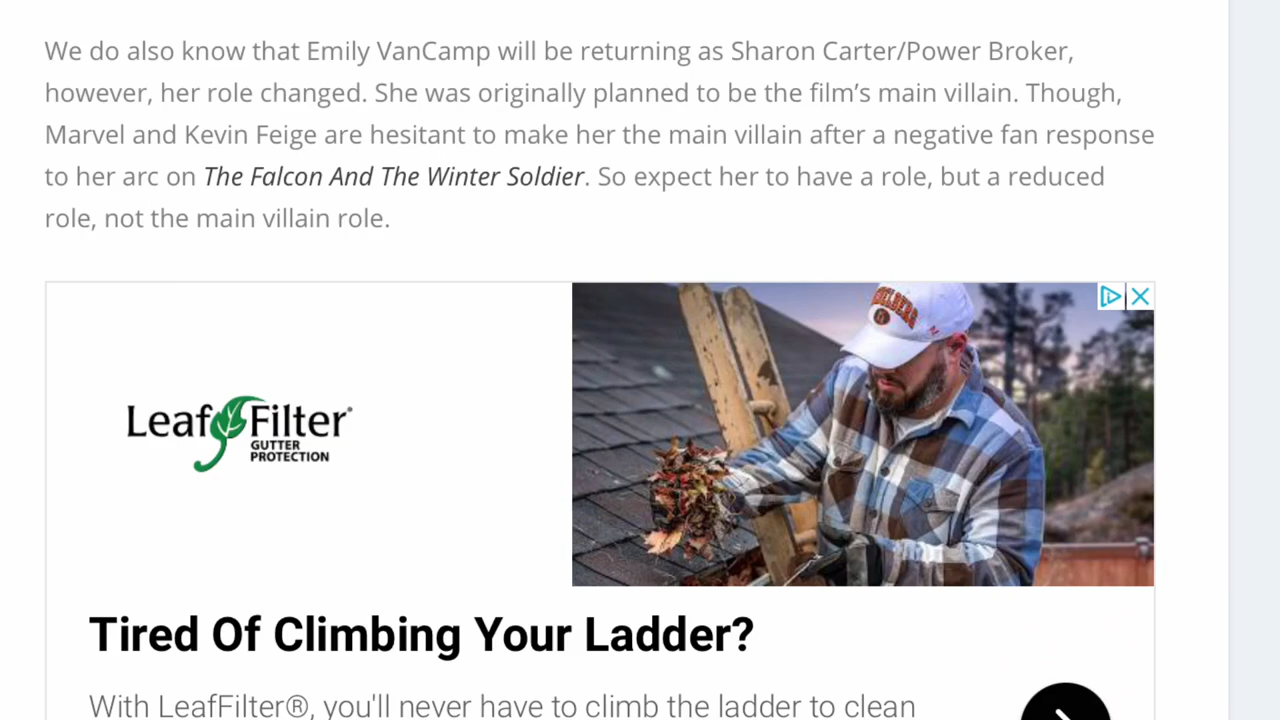 We do also know that Emily VanCamp will be returning as Sharon Carter/Power Broker,
however, her role changed. She was originally planned to be the film’s main villain. Though,
Marvel and Kevin Feige are hesitant to make her the main villain after a negative fan response
to her arc on The Falcon And The Winter Soldier. So expect her to have a role, but a reduced
role, not the main villain role.
Leaf Filter®
GUTTER
PROTECTION
Tired Of Climbing Your Ladder?
With LeafFilter®, you'll never have to climb the ladder to clean